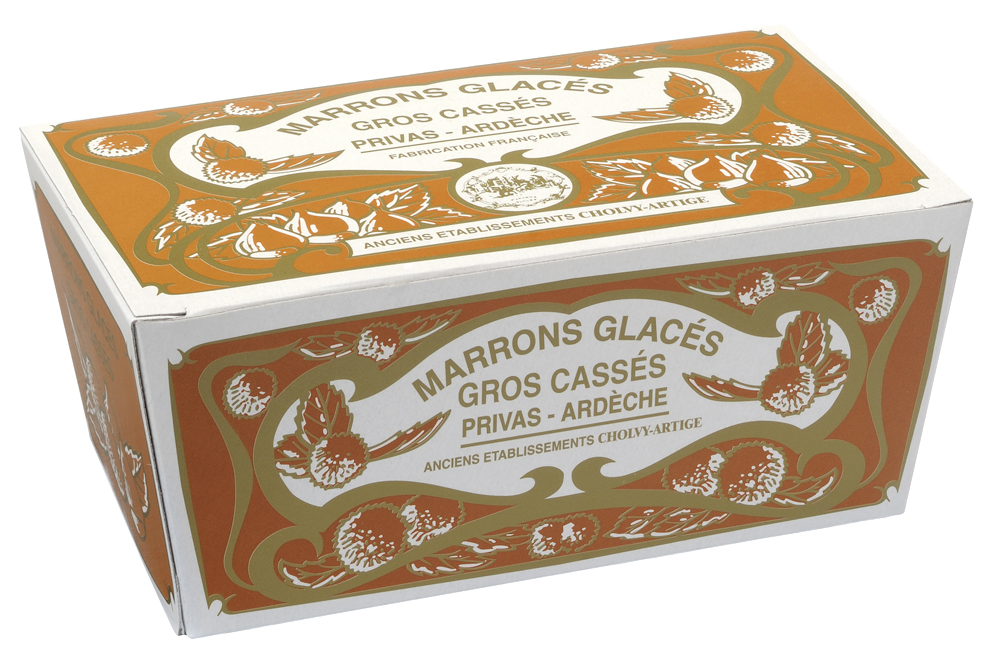 MARRONS GLACÉS
GROS CASSÉS
PRIVAS - ARDÈCHE
FABRICATION FRANÇAISE
ANCIENS ETABLISSEMENTS CHOLVY-ARTIGE
MARRONS GLACÉS
GROS CASSÉS
PRIVAS - ARDÈCHE
ANCIENS ETABLISSEMENTS CHOLVY-ARTIGE